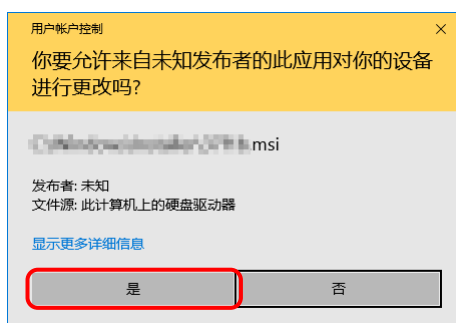 用户帐户控制
你要允许来自未知发布者的此应用对你的设备
进行更改吗?
.msi
发布者: 未知
文件源: 此计算机上的硬盘驱动器
显示更多详细信息
是
否